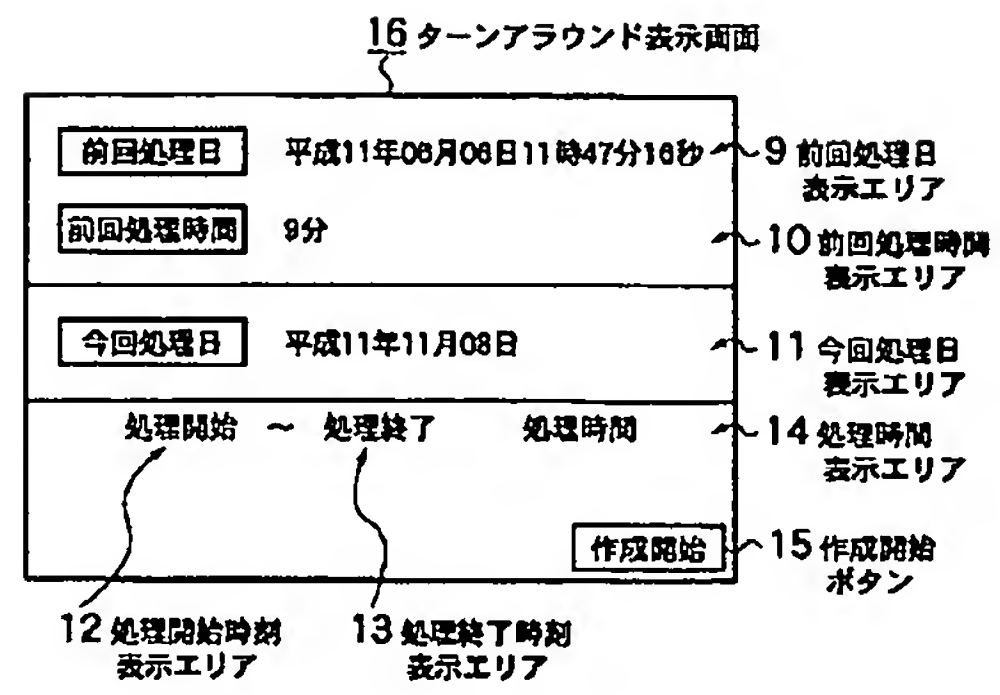 16 ターンアラウンド表示画面
前回処理日 平成11年06月06日11時47分16秒
9 前回処理日
表示エリア
前回処理時間 9分
10 前回処理時間
表示エリア
今回処理日 平成11年11月08日
11 今回処理日
表示エリア
処理開始 ～ 処理終了 処理時間
14 処理時間
表示エリア
作成開始
15 作成開始
ボタン
12 処理開始時刻
表示エリア
13 処理終了時刻
表示エリア